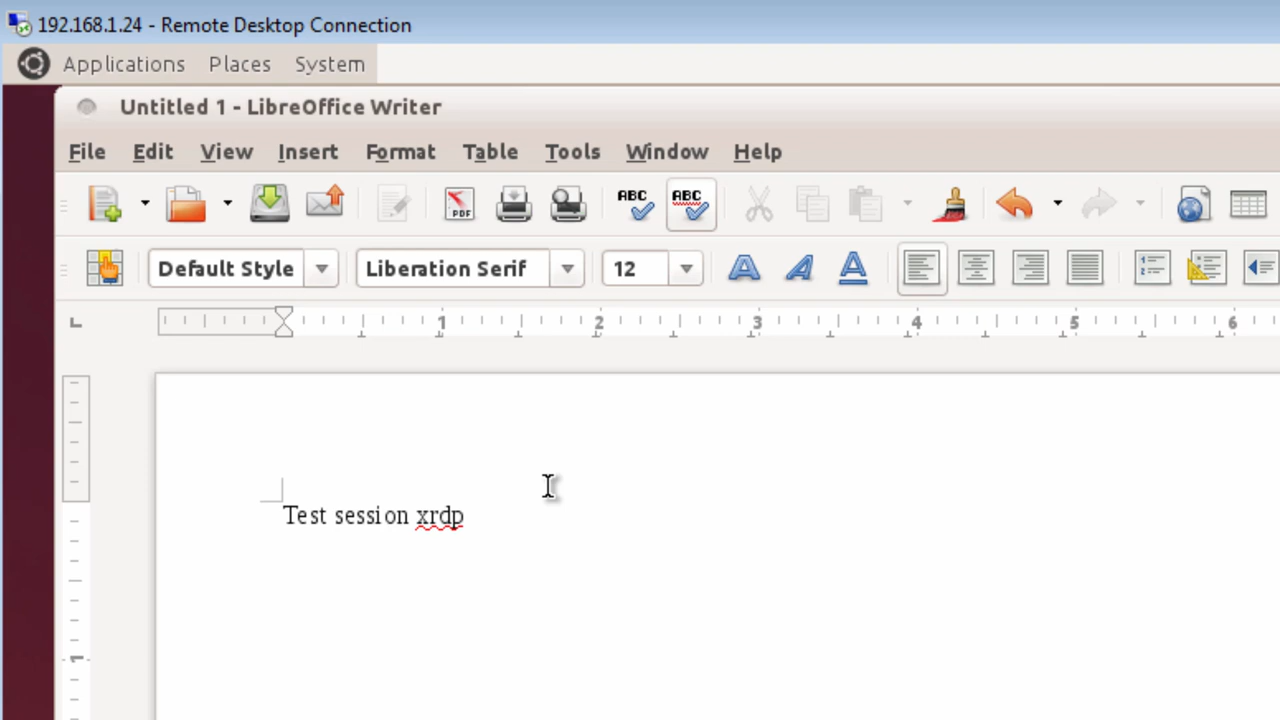 192.168.1.24 - Remote Desktop Connection
Applications Places System
Untitled 1 - LibreOffice Writer
File Edit View Insert Format Table Tools Window Help
PDF ABC ABC
Default Style Liberation Serif 12 A A A
1 2 3 4 5 6
Test session xrdp
1